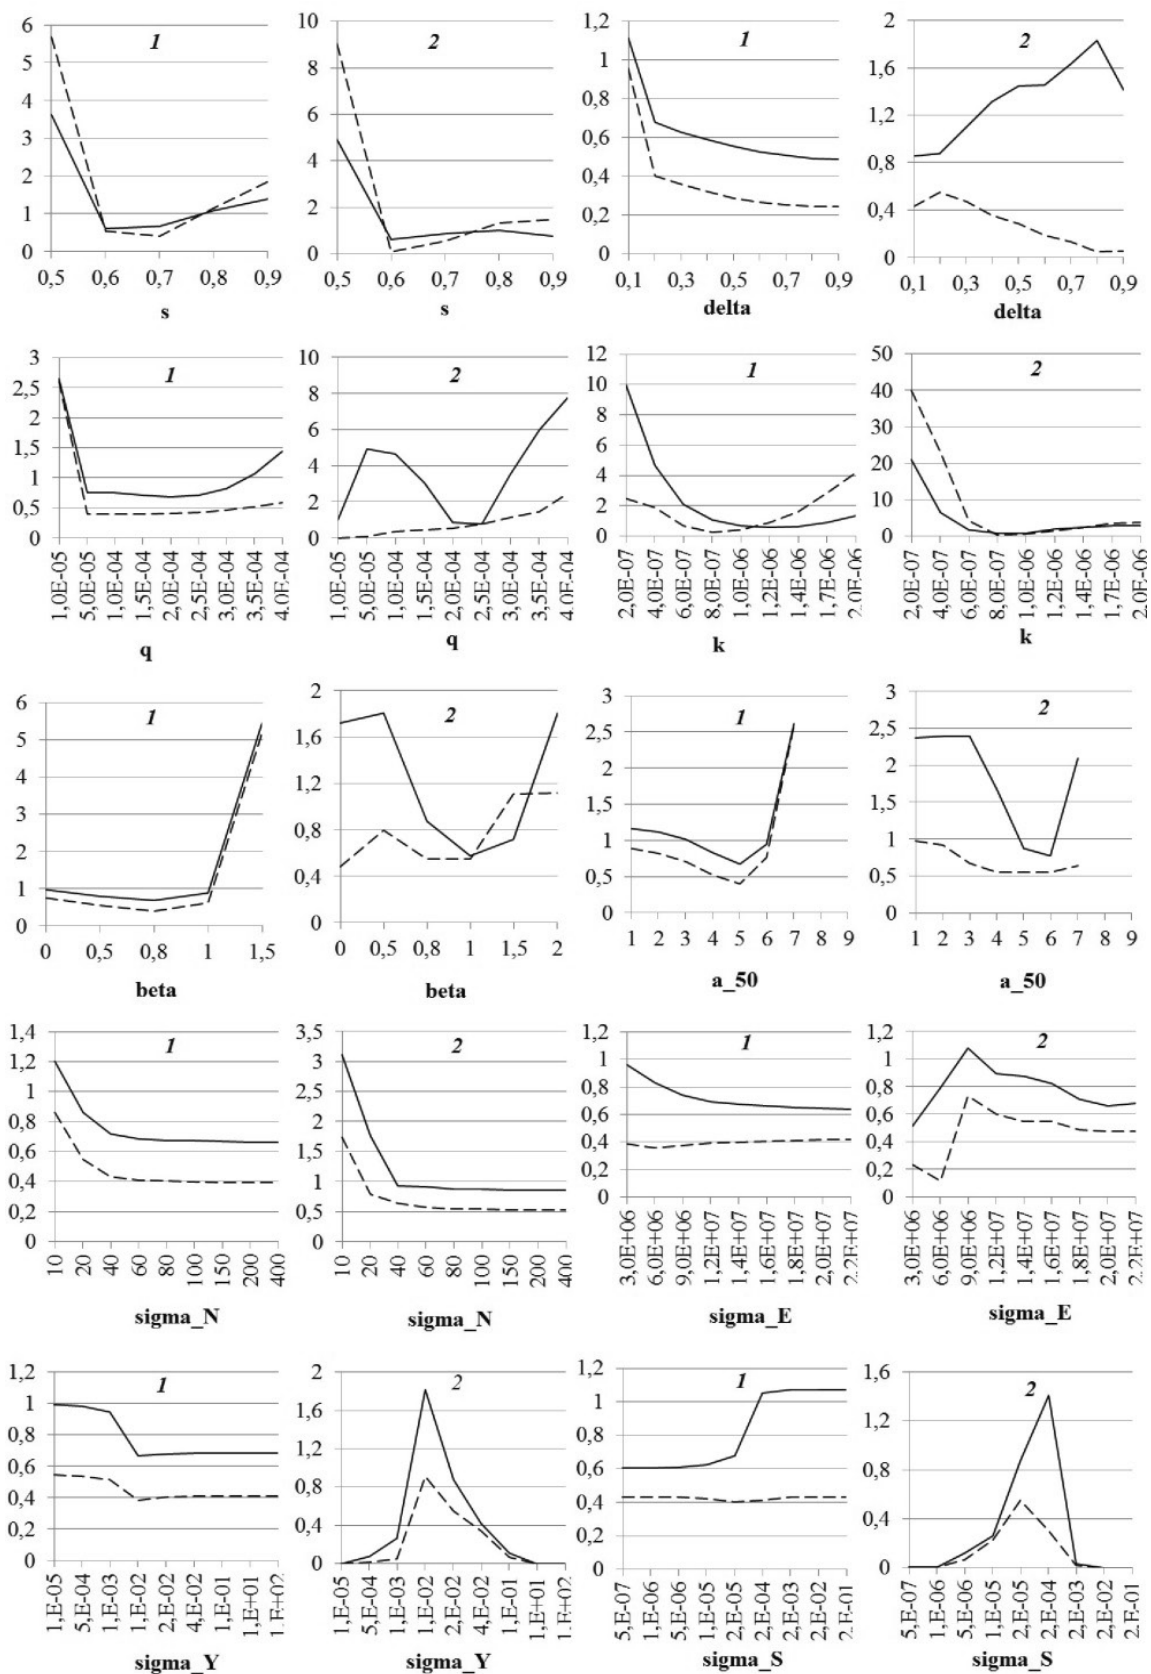 6
5
4
3
2
1
0
1
0,5 0,6 0,7 0,8 0,9
s
10
8
6
4
2
0
2
0,5 0,6 0,7 0,8 0,9
s
1,2
1
0,8
0,6
0,4
0,2
0
1
0,1 0,3 0,5 0,7 0,9
delta
2
1,6
1,2
0,8
0,4
0
2
0,1 0,3 0,5 0,7 0,9
delta
3
2,5
2
1,5
1
0,5
0
1
1,0E-05
5,0E-05
1,0E-04
1,5E-04
2,0E-04
2,5E-04
3,0E-04
3,5E-04
4.0E-04
q
10
8
6
4
2
0
2
1,0E-05
5,0E-05
1,0E-04
1,5E-04
2,0E-04
2,5E-04
3,0E-04
3,5E-04
4.0E-04
q
12
10
8
6
4
2
0
1
2,0E-07
4,0E-07
6,0E-07
8,0E-07
1,0E-06
1,2E-06
1,4E-06
1,7E-06
2.0E-06
k
50
40
30
20
10
0
2
2,0E-07
4,0E-07
6,0E-07
8,0E-07
1,0E-06
1,2E-06
1,4E-06
1,7E-06
2.0E-06
k
6
5
4
3
2
1
0
1
0 0,5 0,8 1 1,5
beta
2
1,6
1,2
0,8
0,4
0
2
0 0,5 0,8 1 1,5 2
beta
3
2,5
2
1,5
1
0,5
0
1
1 2 3 4 5 6 7 8 9
a_50
3
2,5
2
1,5
1
0,5
0
2
1 2 3 4 5 6 7 8 9
a_50
1,4
1,2
1
0,8
0,6
0,4
0,2
0
1
10
20
40
60
80
100
150
200
400
sigma_N
3,5
3
2,5
2
1,5
1
0,5
0
2
10
20
40
60
80
100
150
200
400
sigma_N
1,2
1
0,8
0,6
0,4
0,2
0
1
3,0E+06
6,0E+06
9,0E+06
1,2E+07
1,4E+07
1,6E+07
1,8E+07
2,0E+07
2.2E+07
sigma_E
1,2
1
0,8
0,6
0,4
0,2
0
2
3,0E+06
6,0E+06
9,0E+06
1,2E+07
1,4E+07
1,6E+07
1,8E+07
2,0E+07
2.2E+07
sigma_E
1,2
1
0,8
0,6
0,4
0,2
0
1
1,E-05
5,E-04
1,E-03
1,E-02
2,E-02
4,E-02
1,E-01
1,E+01
1.E+02
sigma_Y
2
1,6
1,2
0,8
0,4
0
2
1,E-05
5,E-04
1,E-03
1,E-02
2,E-02
4,E-02
1,E-01
1,E+01
1.E+02
sigma_Y
1,2
1
0,8
0,6
0,4
0,2
0
1
5,E-07
1,E-06
5,E-06
1,E-05
2,E-05
2,E-04
2,E-03
2,E-02
2.E-01
sigma_S
1,6
1,2
0,8
0,4
0
2
5,E-07
1,E-06
5,E-06
1,E-05
2,E-05
2,E-04
2,E-03
2,E-02
2.E-01
sigma_S